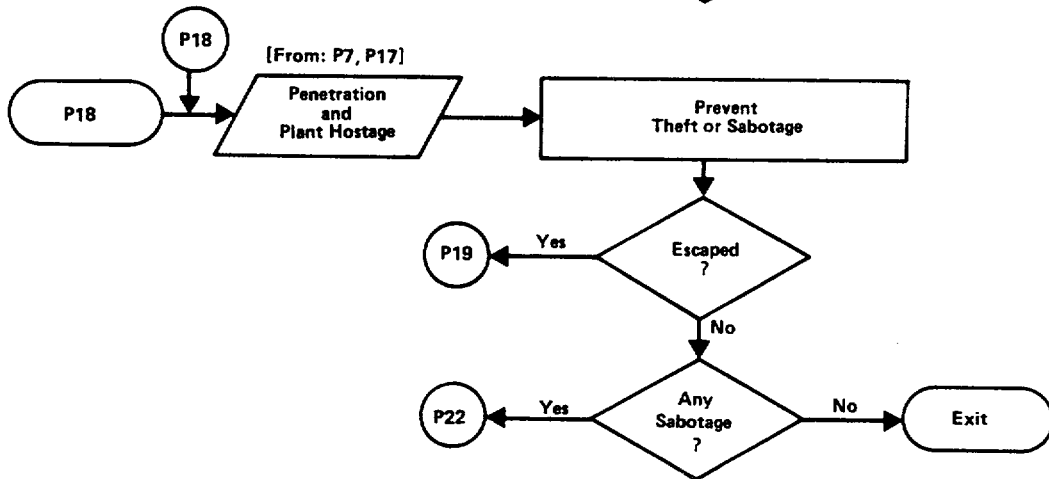 P18
[From: P7, P17]
P18
Penetration
and
Plant Hostage
Prevent
Theft or Sabotage
P19
Yes
Escaped
?
No
P22
Yes
Any
Sabotage
?
No
Exit